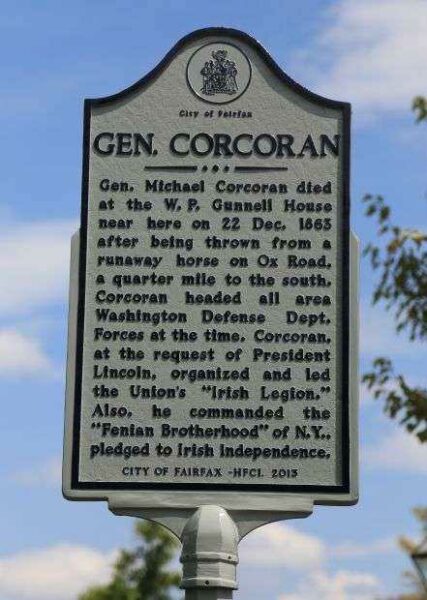 City of Fairfax
GEN. CORCORAN
Gen. Michael Corcoran died
at the W. P. Gunnell House
near here on 22 Dec. 1863
after being thrown from a
runaway horse on Ox Road,
a quarter mile to the south.
Corcoran headed all area
Washington Defense Dept.
Forces at the time. Corcoran,
at the request of President
Lincoln, organized and led
the Union's "Irish Legion."
Also, he commanded the
"Fenian Brotherhood" of N.Y.,
pledged to Irish independence.
CITY OF FAIRFAX -HFCI. 2013